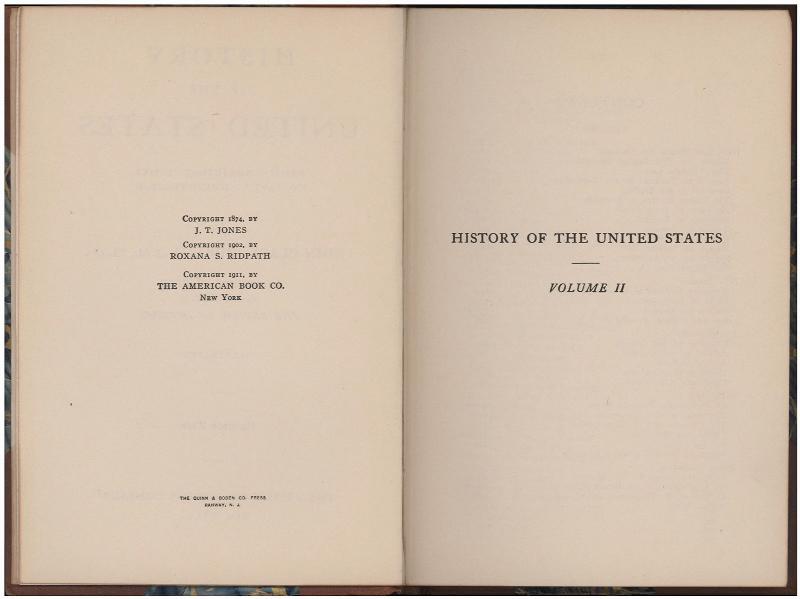 COPYRIGHT 1874, BY
J. T. JONES
COPYRIGHT 1902, BY
ROXANA S. RIDPATH
COPYRIGHT 1911, BY
THE AMERICAN BOOK CO.
NEW YORK
THE QUINN & BODEN CO. PRESS
RAHWAY, N. J.
HISTORY OF THE UNITED STATES
VOLUME II